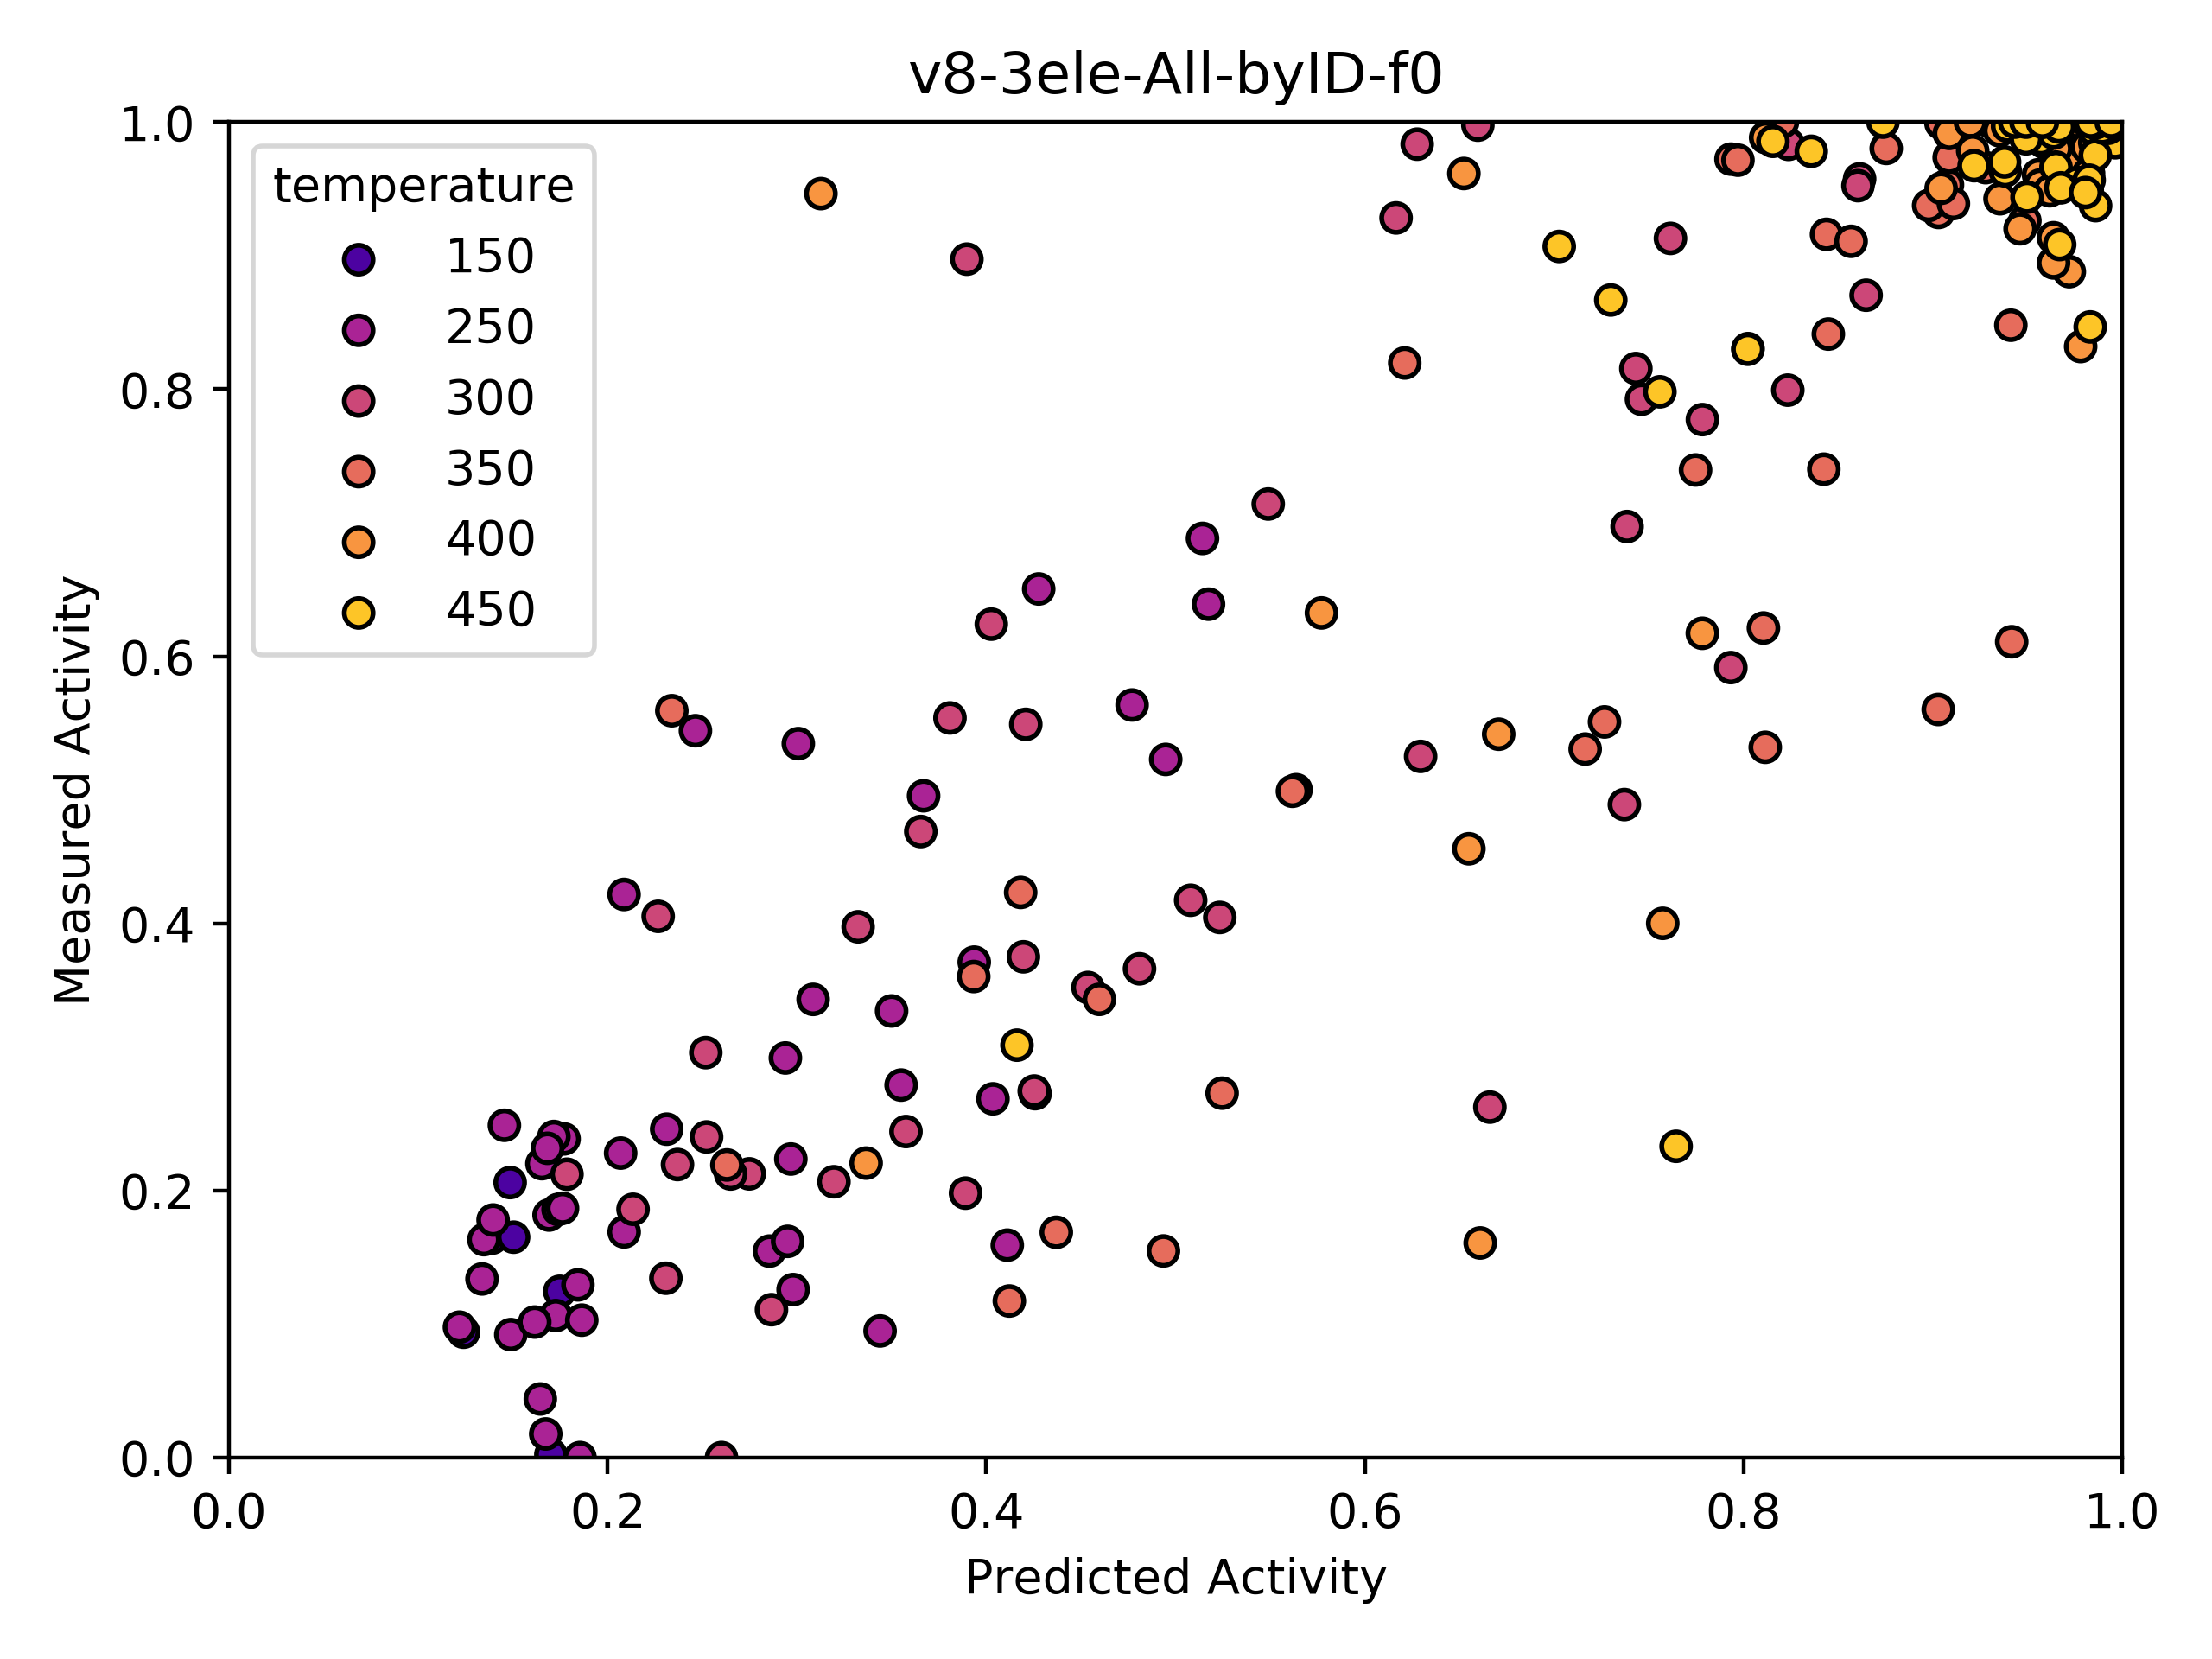 v8-3ele-All-byID-f0
temperature
150
250
300
350
400
450
Measured Activity
1.0
0.8
0.6
0.4
0.2
0.0
0.0 0.2 0.4 0.6 0.8 1.0
Predicted Activity